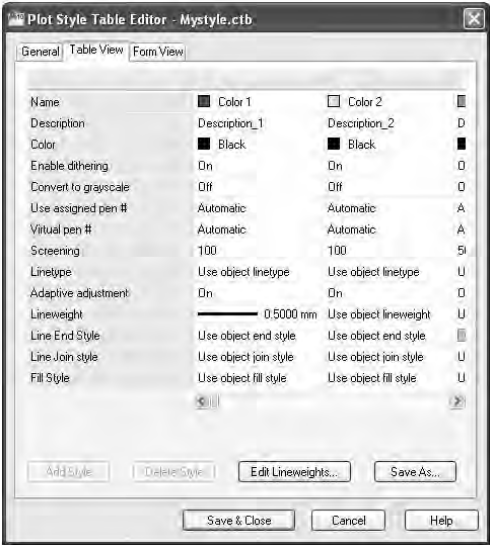 Plot Style Table Editor - Mystyle.ctb
General Table View Form View
Name Color 1 Color 2
Description Description_1 Description_2 D
Color Black Black
Enable dithering On On O
Convert to grayscale Off Off O
Use assigned pen # Automatic Automatic A
Virtual pen # Automatic Automatic A
Screening 100 100 5
Linetype Use object linetype Use object linetype U
Adaptive adjustment On On O
Lineweight 0.5000 mm Use object lineweight U
Line End Style Use object end style Use object end style
Line Join style Use object join style Use object join style U
Fill Style Use object fill style Use object fill style U
Add Style Delete Style Edit Lineweights... Save As...
Save & Close Cancel Help